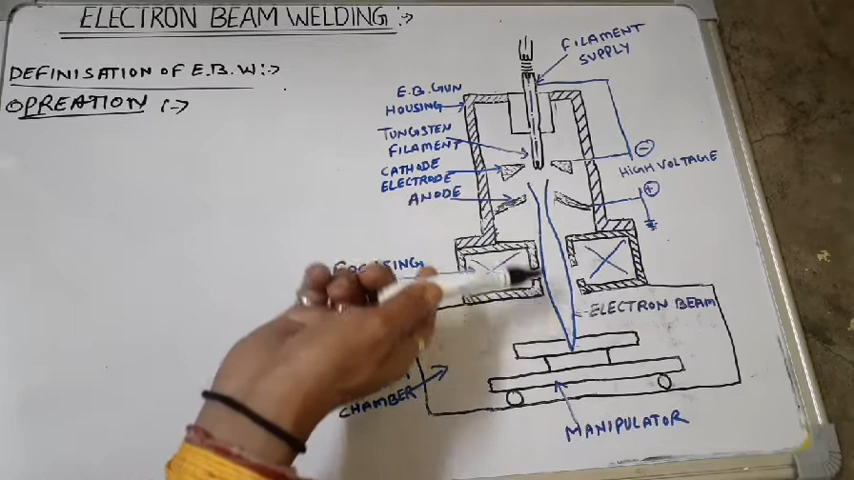 ELECTRON BEAM WELDING :->
DEFINISATION OF E.B.W :->
OPREATION :->
FILAMENT
SUPPLY
E.B. GUN
HOUSING
TUNGSTEN
FILAMENT
CATHODE
ELECTRODE
ANODE
HIGH VOLTAGE
ELECTRON BEAM
CHAMBER
MANIPULATOR